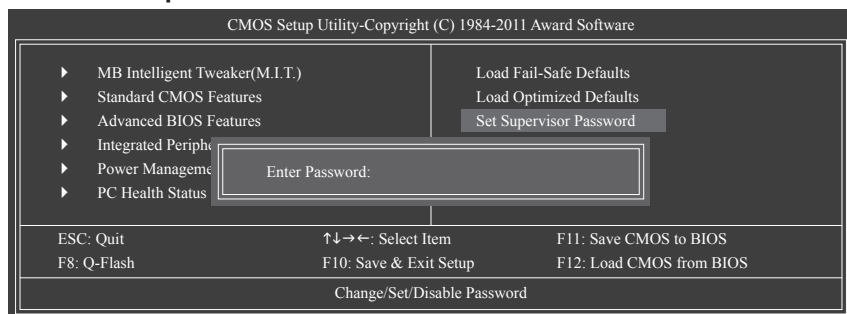 CMOS Setup Utility-Copyright (C) 1984-2011 Award Software
MB Intelligent Tweaker(M.I.T.)
Standard CMOS Features
Advanced BIOS Features
Integrated Periphe
Power Manageme
PC Health Status
Load Fail-Safe Defaults
Load Optimized Defaults
Set Supervisor Password
Enter Password:
ESC: Quit ↑↓→←: Select Item F11: Save CMOS to BIOS
F8: Q-Flash F10: Save & Exit Setup F12: Load CMOS from BIOS
Change/Set/Disable Password